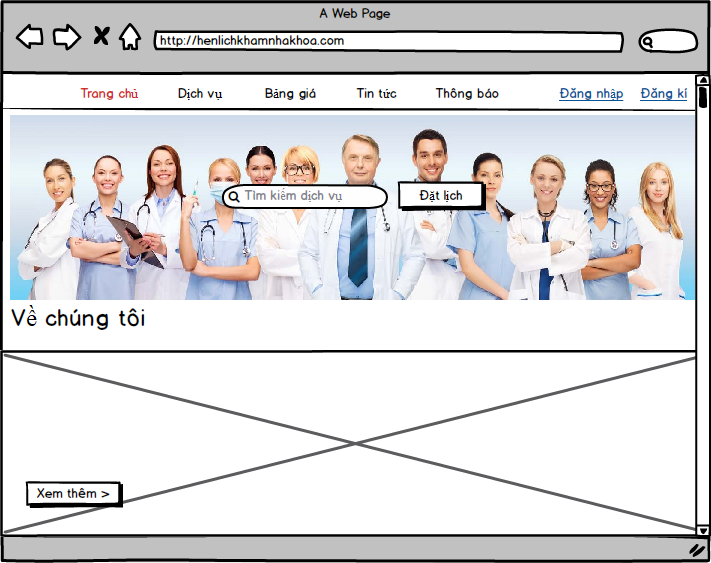 A Web Page
http://henlichkhamnhakhoa.com
Trang chủ Dịch vụ Bảng giá Tin tức Thông báo Đăng nhập Đăng kí
Tìm kiếm dịch vụ Đặt lịch
Về chúng tôi
Xem thêm >